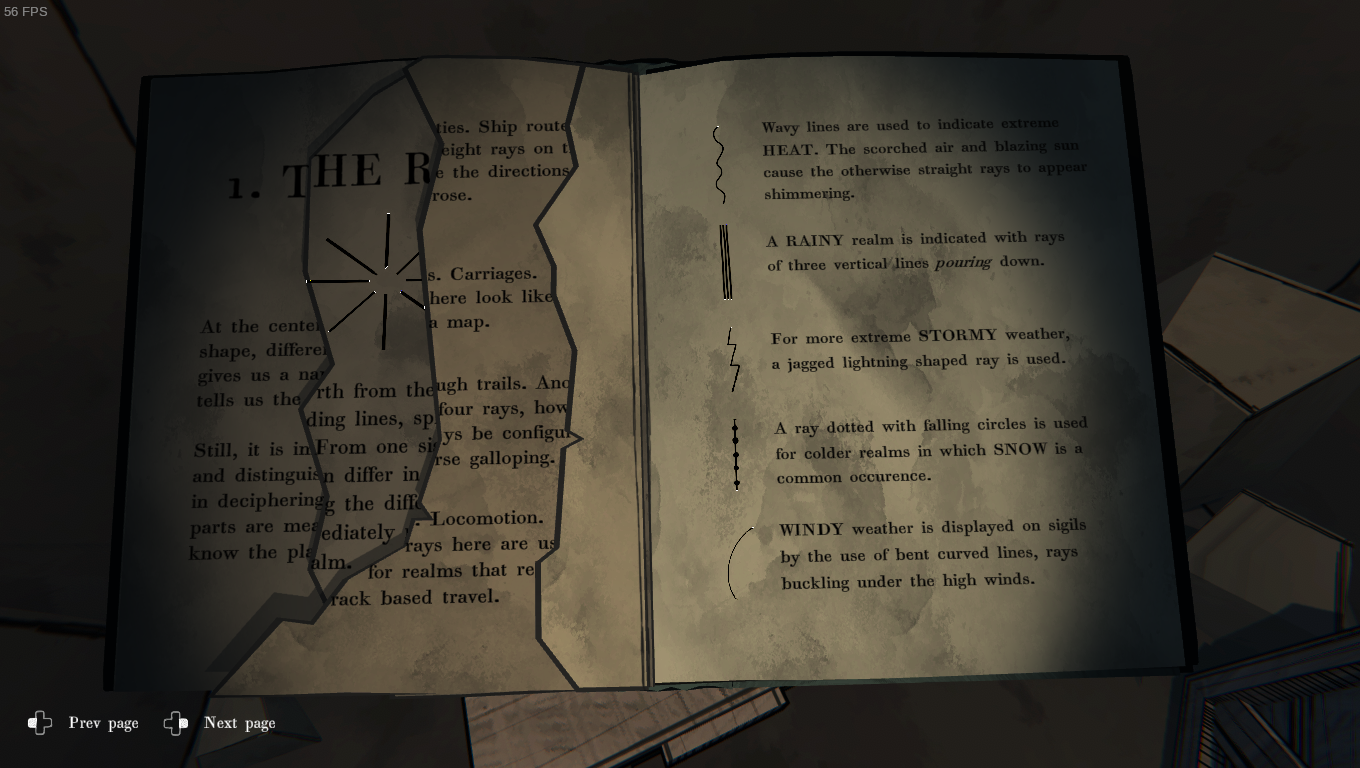 56 FPS
1. THE R
At the cente
shape, differe
gives us a na
tells us the
Still, it is in
and distinguis
in deciphering
parts are mea
know the pla
rth from the
ding lines, sp
From one si
n differ in
g the diff
ediately
alm.
ties. Ship route
eight rays on t
e the directions
rose.
s. Carriages.
here look like
a map.
ugh trails. And
four rays, how
ys be configu
rse galloping.
. Locomotion.
rays here are us
for realms that re
rack based travel.
Wavy lines are used to indicate extreme
HEAT. The scorched air and blazing sun
cause the otherwise straight rays to appear
shimmering.
A RAINY realm is indicated with rays
of three vertical lines pouring down.
For more extreme STORMY weather,
a jagged lightning shaped ray is used.
A ray dotted with falling circles is used
for colder realms in which SNOW is a
common occurence.
WINDY weather is displayed on sigils
by the use of bent curved lines, rays
buckling under the high winds.
Prev page
Next page